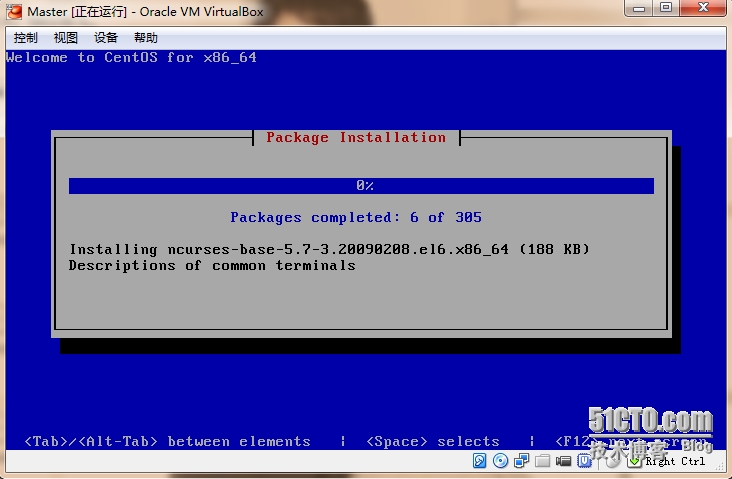 Master [正在运行] - Oracle VM VirtualBox
控制 视图 设备 帮助
Welcome to CentOS for x86_64
Package Installation
0%
Packages completed: 6 of 305
Installing ncurses-base-5.7-3.20090208.el6.x86_64 (188 KB)
Descriptions of common terminals
<Tab>/<Alt-Tab> between elements | <Space> selects | <F12> next screen
51CTO.com
技术博客 Blog
Right Ctrl